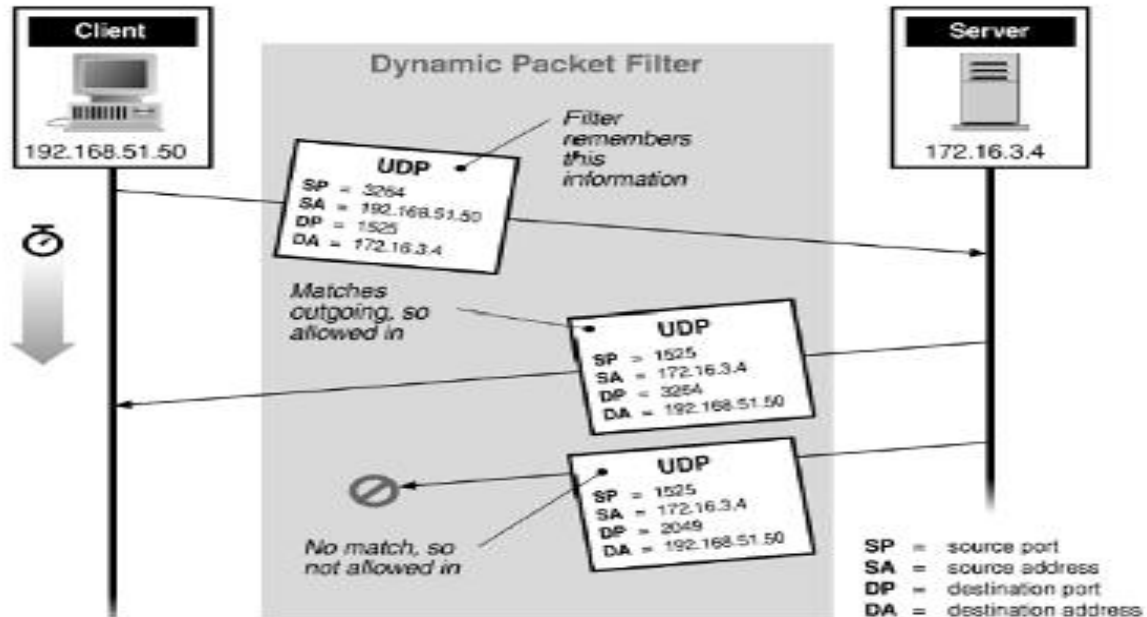 Client
192.168.51.50
Dynamic Packet Filter
Server
172.16.3.4
Filter
remembers
this
information
UDP
SP = 3264
SA = 192.168.51.50
DP = 1525
DA = 172.16.3.4
Matches
outgoing, so
allowed in
UDP
SP = 1525
SA = 172.16.3.4
DP = 3264
DA = 192.168.51.50
UDP
SP = 1525
SA = 172.16.3.4
DP = 2049
DA = 192.168.51.50
No match, so
not allowed in
SP = source port
SA = source address
DP = destination port
DA = destination address